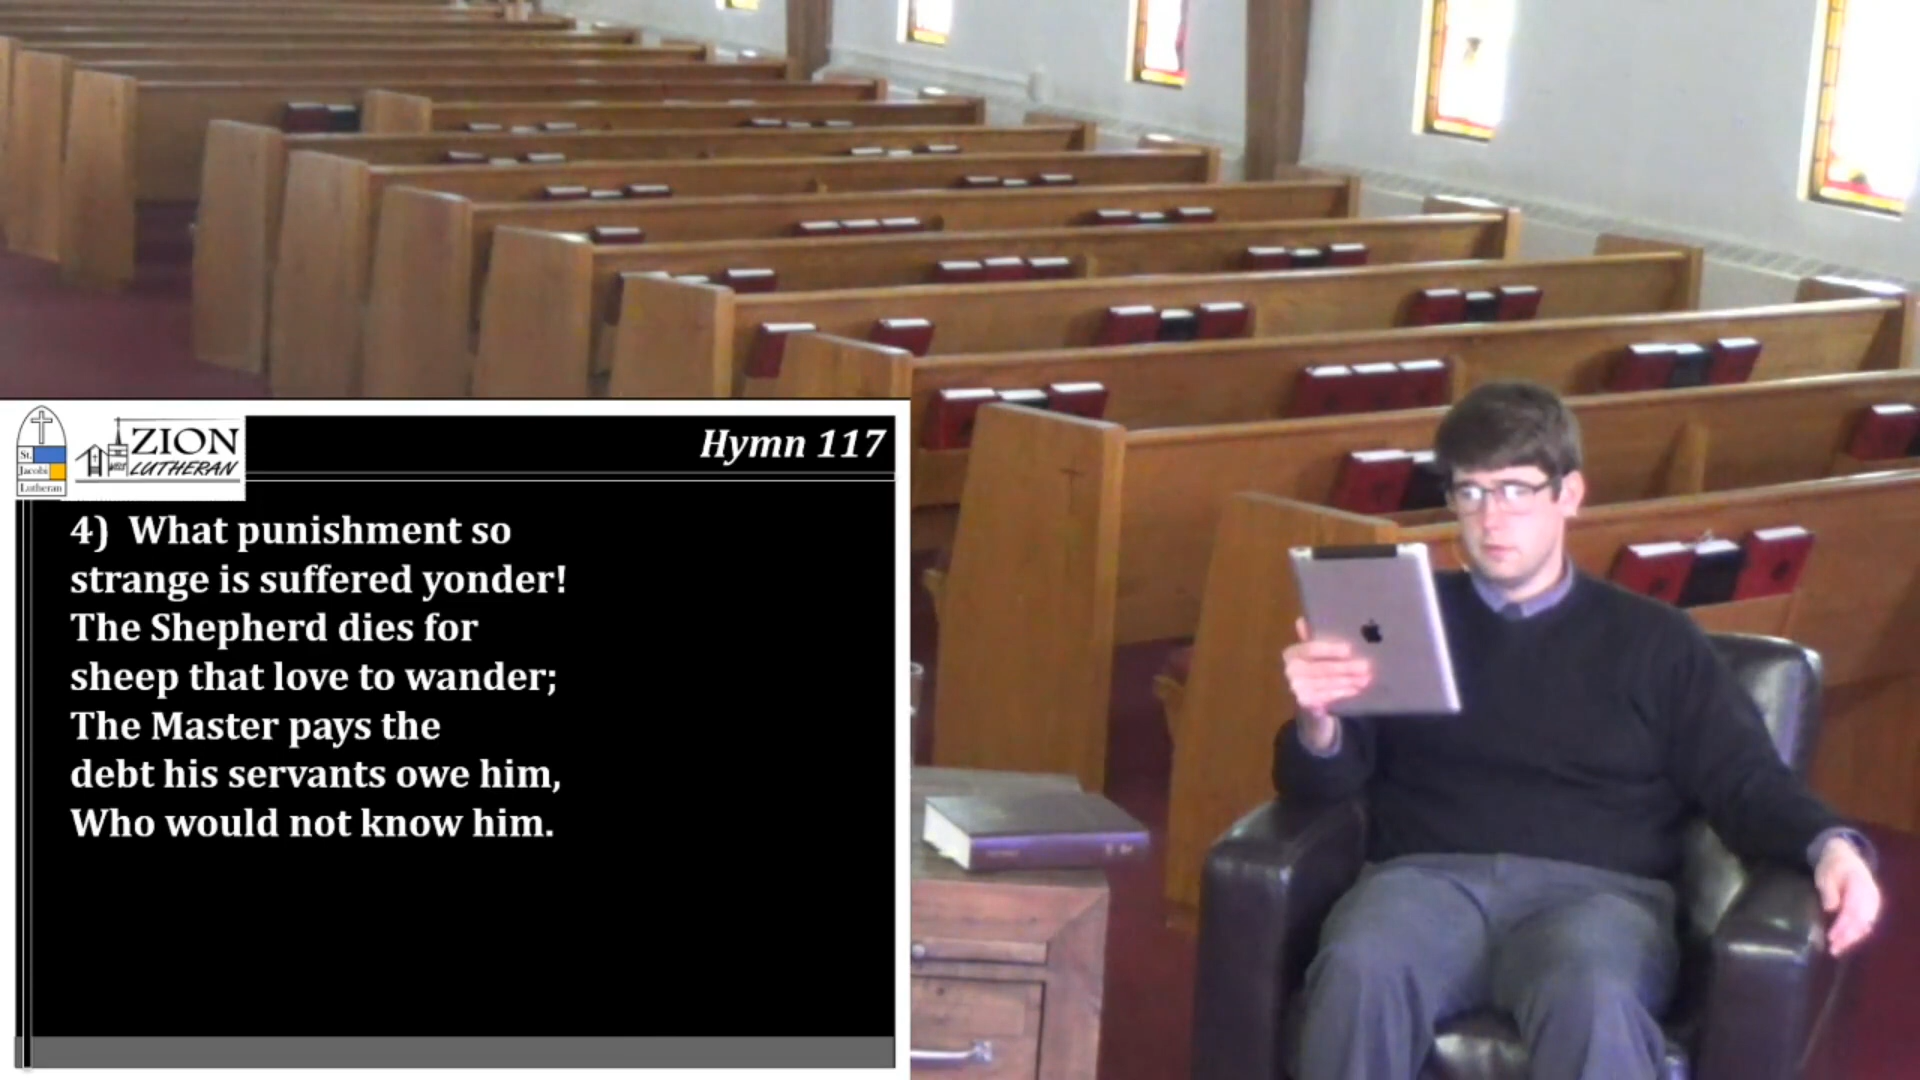 St.
Jacobi
Lutheran
ZION
LUTHERAN
Hymn 117
4) What punishment so
strange is suffered yonder!
The Shepherd dies for
sheep that love to wander;
The Master pays the
debt his servants owe him,
Who would not know him.